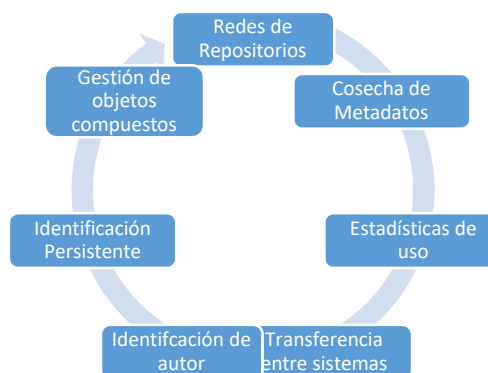 Redes de
Repositorios
Cosecha de
Metadatos
Estadísticas de
uso
Transferencia
entre sistemas
Identifcación de
autor
Identificación
Persistente
Gestión de
objetos
compuestos